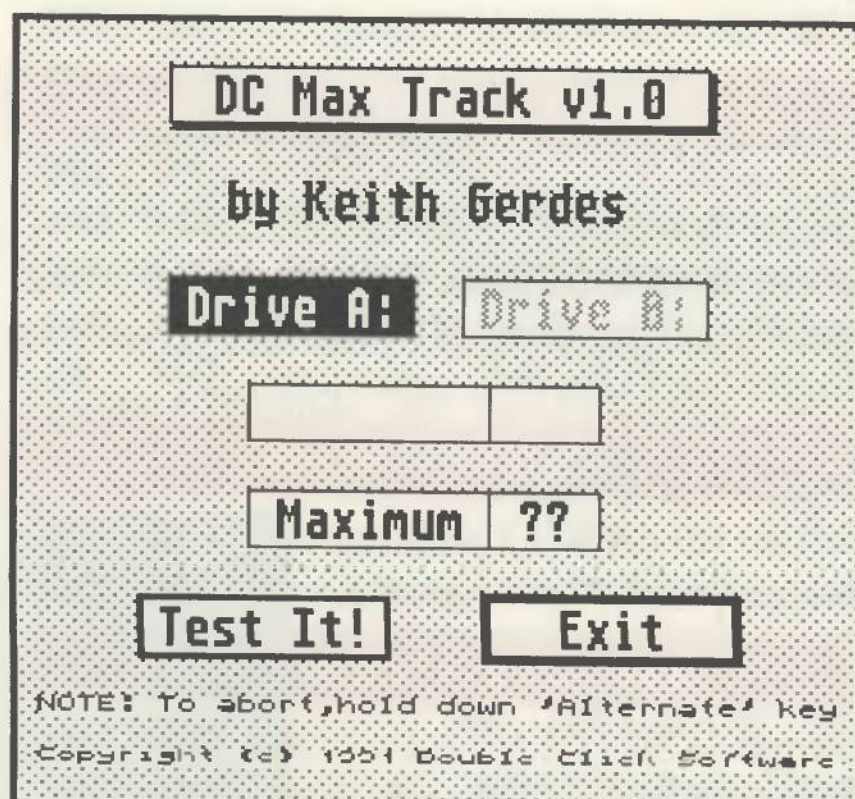 DC Max Track v1.0
by Keith Gerdes
Drive A: Drive B:
Maximum ??
Test It! Exit
NOTE: To abort,hold down 'Alternate' key
Copyright (c) 1991 Double Click Software